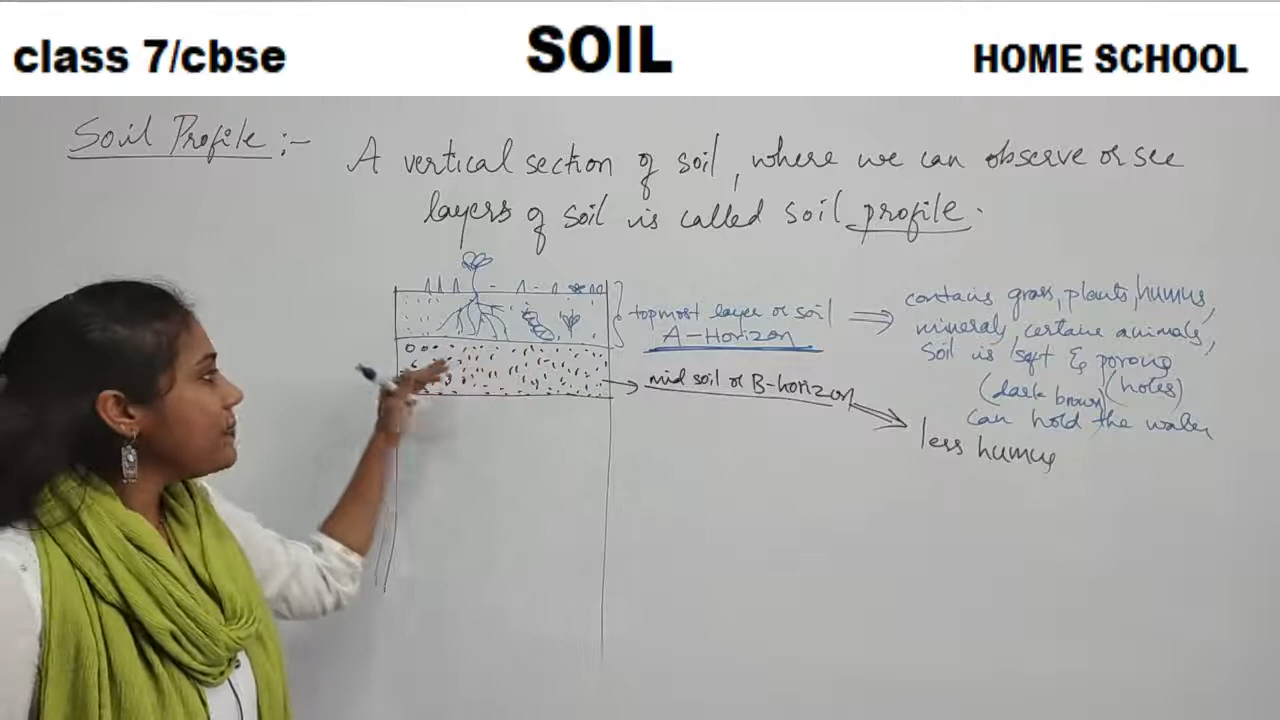 class 7/cbse
SOIL
HOME SCHOOL
Soil Profile :-
A vertical section of soil, where we can observe or see
layers of soil is called soil profile.
topmost layer or soil
A-Horizon
contains grass, plants, humus,
minerals, certain animals,
soil is soft & porous
(dark brown) (holes)
can hold the water
mid soil or B-horizon
less humus